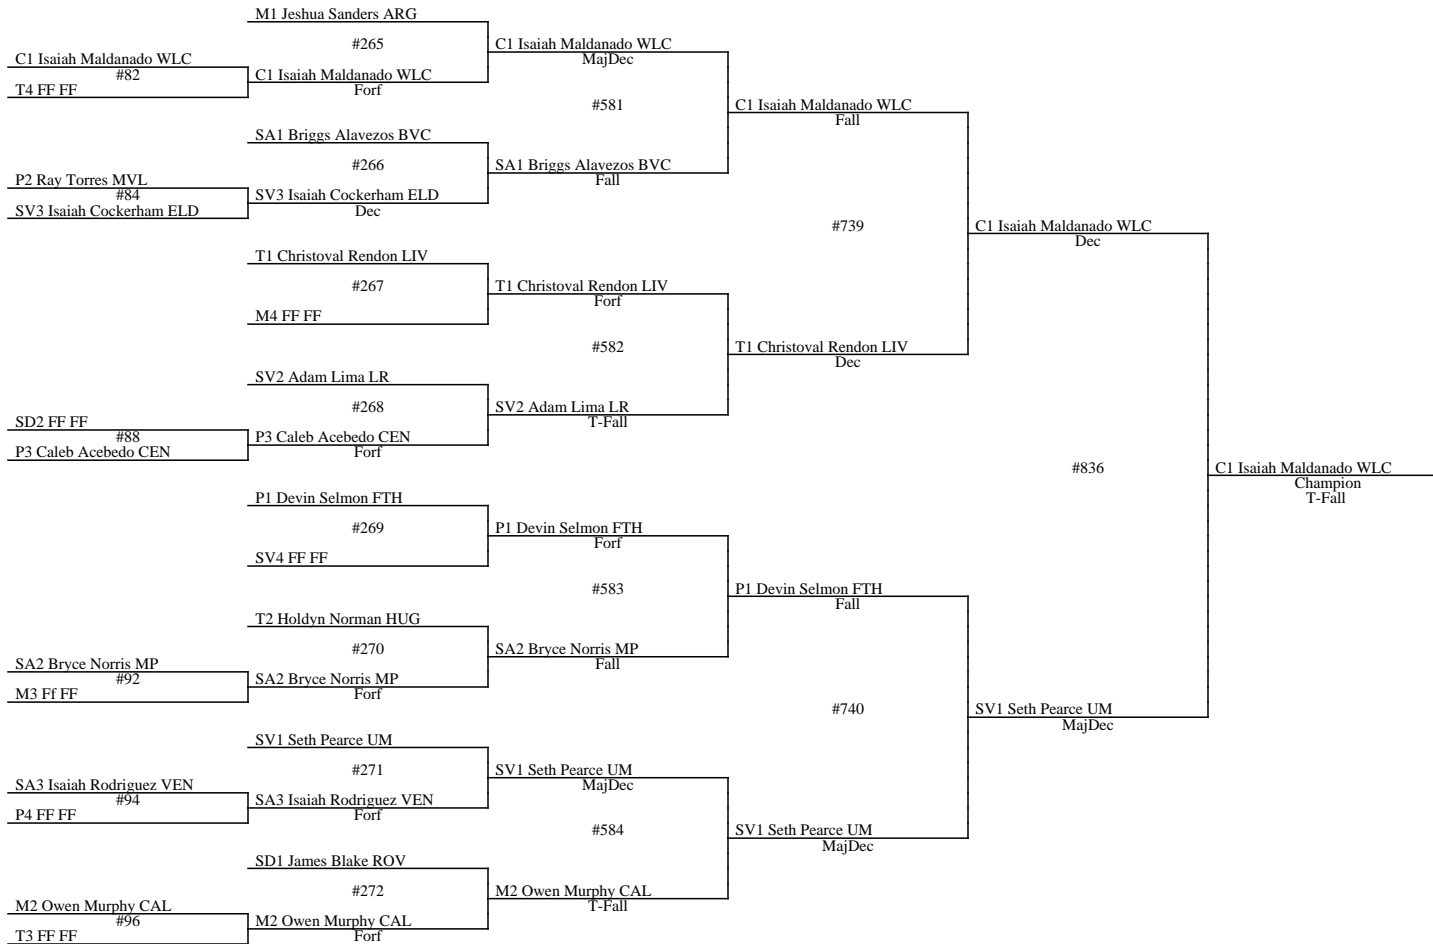 M1 Jeshua Sanders ARG
#265
C1 Isaiah Maldanado WLC
C1 Isaiah Maldanado WLC
MajDec
#82
C1 Isaiah Maldanado WLC
T4 FF FF
Forf
#581
C1 Isaiah Maldanado WLC
Fall
SA1 Briggs Alavezos BVC
#266
SA1 Briggs Alavezos BVC
P2 Ray Torres MVL
Fall
#84
SV3 Isaiah Cockerham ELD
SV3 Isaiah Cockerham ELD
Dec
#739
C1 Isaiah Maldanado WLC
Dec
T1 Christoval Rendon LIV
#267
T1 Christoval Rendon LIV
Forf
M4 FF FF
#582
T1 Christoval Rendon LIV
Dec
SV2 Adam Lima LR
#268
SV2 Adam Lima LR
SD2 FF FF
T-Fall
#88
P3 Caleb Acebedo CEN
P3 Caleb Acebedo CEN
Forf
#836
C1 Isaiah Maldanado WLC
Champion
T-Fall
P1 Devin Selmon FTH
#269
P1 Devin Selmon FTH
Forf
SV4 FF FF
#583
P1 Devin Selmon FTH
Fall
T2 Holdyn Norman HUG
#270
SA2 Bryce Norris MP
SA2 Bryce Norris MP
Fall
#92
SA2 Bryce Norris MP
M3 Ff FF
Forf
#740
SV1 Seth Pearce UM
MajDec
SV1 Seth Pearce UM
#271
SV1 Seth Pearce UM
SA3 Isaiah Rodriguez VEN
MajDec
#94
SA3 Isaiah Rodriguez VEN
P4 FF FF
Forf
#584
SV1 Seth Pearce UM
MajDec
SD1 James Blake ROV
#272
M2 Owen Murphy CAL
M2 Owen Murphy CAL
T-Fall
#96
M2 Owen Murphy CAL
T3 FF FF
Forf